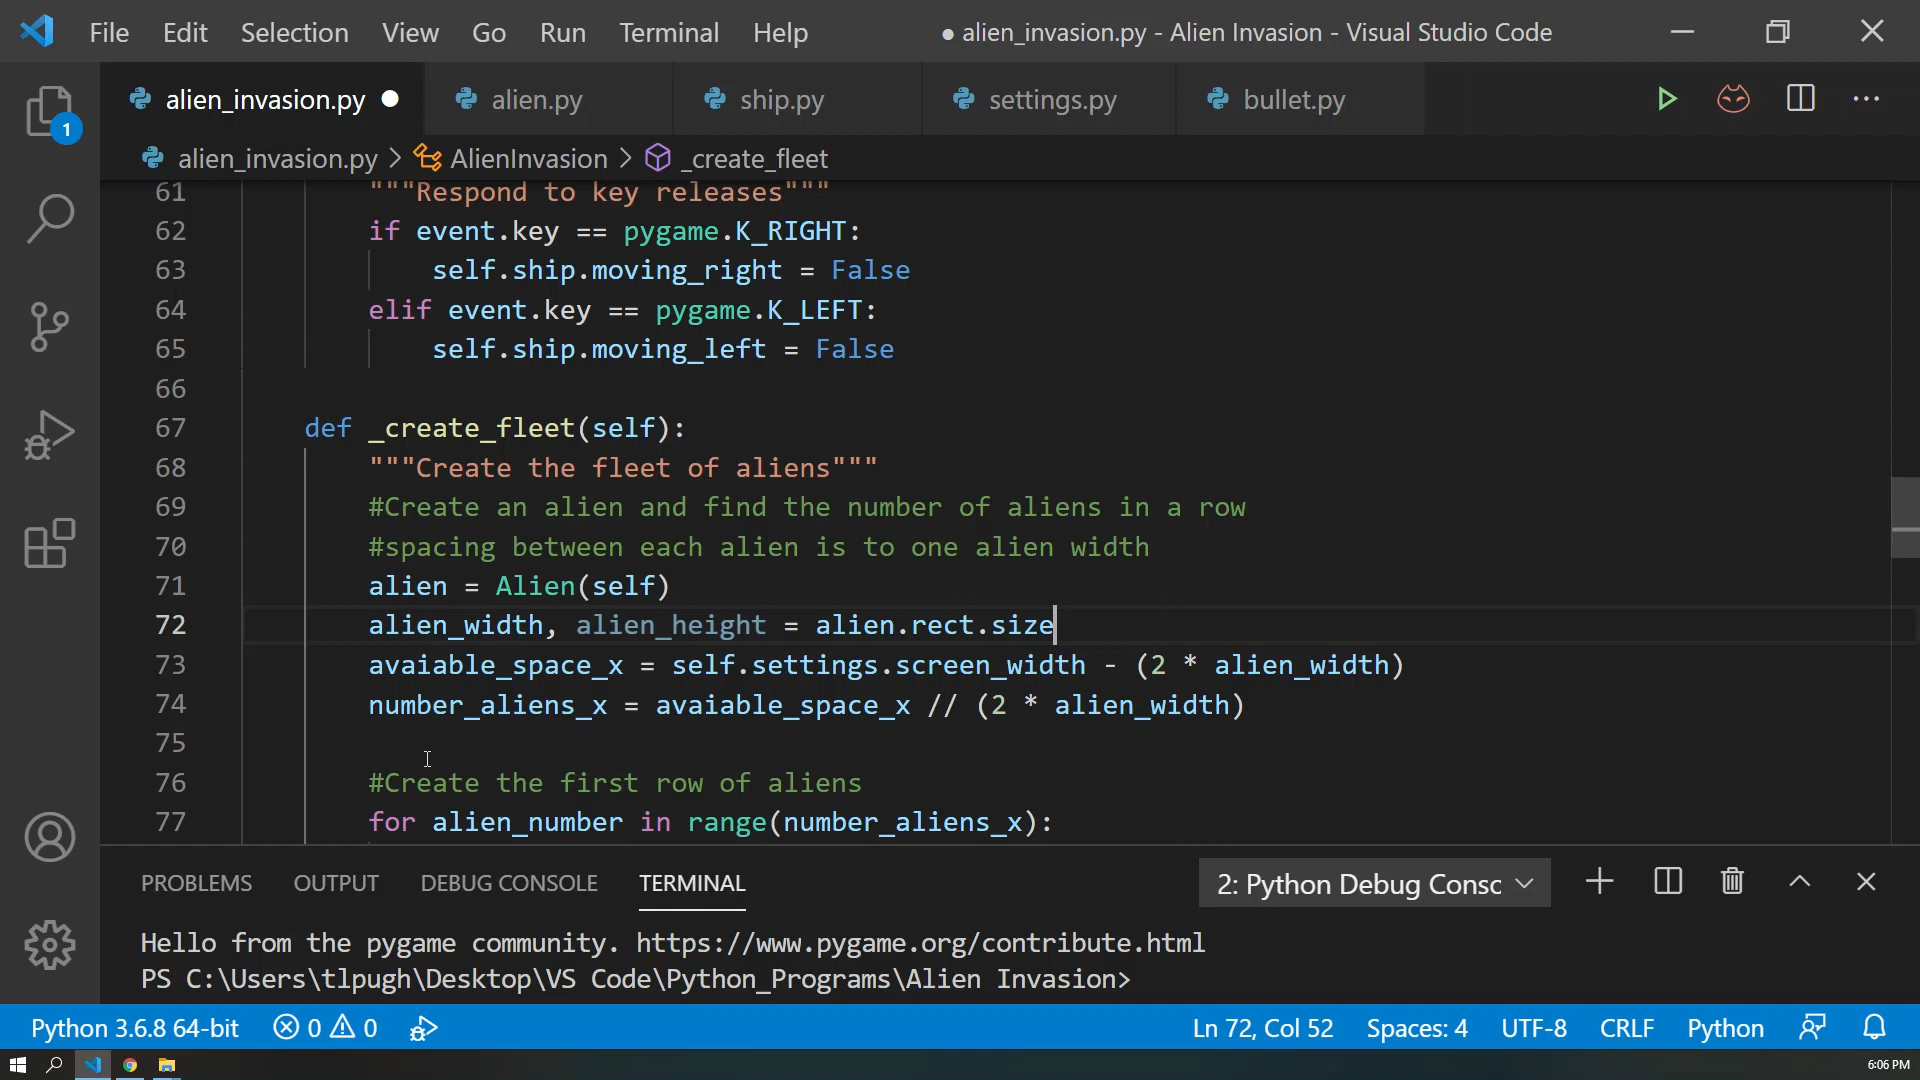 File Edit Selection View Go Run Terminal Help ● alien_invasion.py - Alien Invasion - Visual Studio Code
alien_invasion.py ● alien.py ship.py settings.py bullet.py
alien_invasion.py > AlienInvasion > _create_fleet
1
61 """Respond to key releases"""
62 if event.key == pygame.K_RIGHT:
63 self.ship.moving_right = False
64 elif event.key == pygame.K_LEFT:
65 self.ship.moving_left = False
66
67 def _create_fleet(self):
68 """Create the fleet of aliens"""
69 #Create an alien and find the number of aliens in a row
70 #spacing between each alien is to one alien width
71 alien = Alien(self)
72 alien_width, alien_height = alien.rect.size
73 avaiable_space_x = self.settings.screen_width - (2 * alien_width)
74 number_aliens_x = avaiable_space_x // (2 * alien_width)
75
76 #Create the first row of aliens
77 for alien_number in range(number_aliens_x):
PROBLEMS OUTPUT DEBUG CONSOLE TERMINAL 2: Python Debug Consc
Hello from the pygame community. https://www.pygame.org/contribute.html
PS C:\Users\tlpugh\Desktop\VS Code\Python_Programs\Alien Invasion>
Python 3.6.8 64-bit 0 0 Ln 72, Col 52 Spaces: 4 UTF-8 CRLF Python
6:06 PM